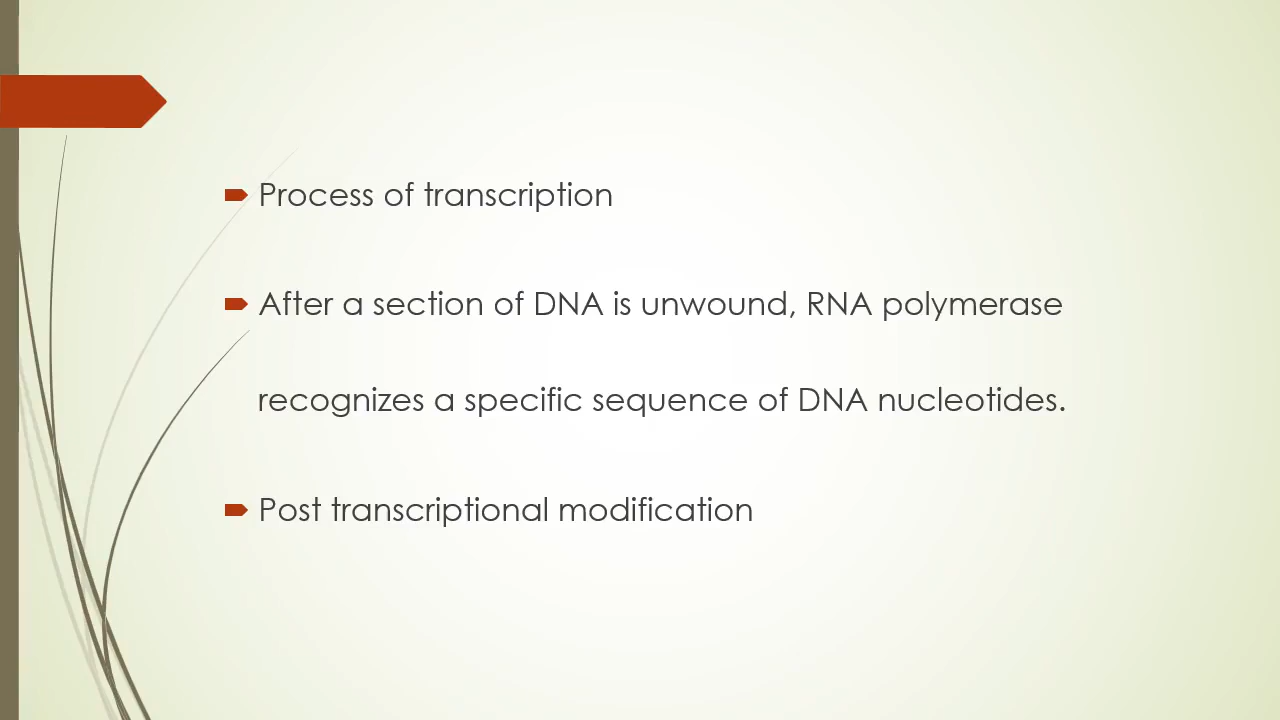 Process of transcription
After a section of DNA is unwound, RNA polymerase
recognizes a specific sequence of DNA nucleotides.
Post transcriptional modification